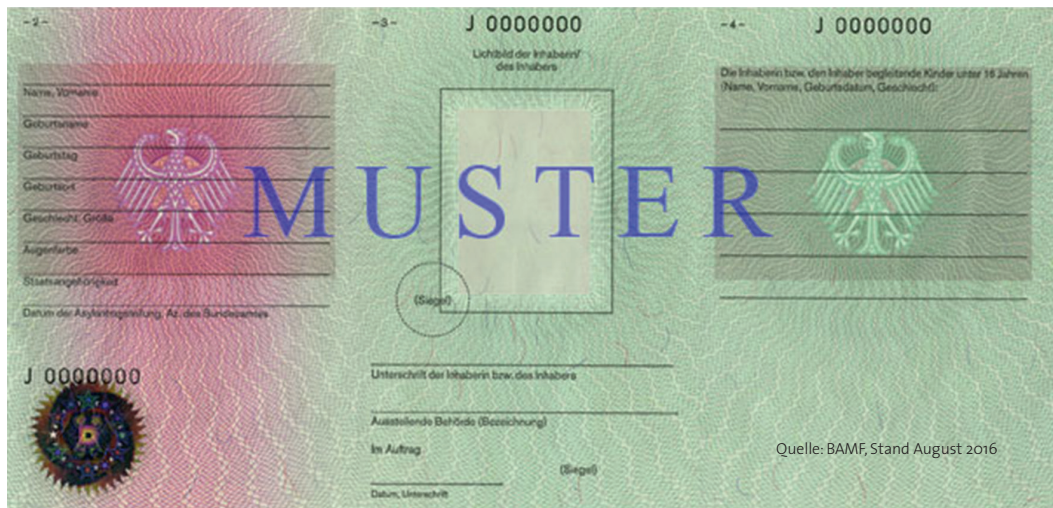 -2-
Name, Vorname
Geburtsname
Geburtstag
Geburtsort
Geschlecht Größe
Augenfarbe
Staatsangehörigkeit
Datum der Asylantragstellung, Az. des Bundesamtes
J 0000000
-3-
J 0000000
Lichtbild der Inhaberin/
des Inhabers
(Siegel)
Unterschrift der Inhaberin bzw. des Inhabers
Ausstellende Behörde (Bezeichnung)
Im Auftrag
(Siegel)
Datum, Unterschrift
-4-
J 0000000
Die Inhaberin bzw. den Inhaber begleitende Kinder unter 16 Jahren
(Name, Vorname, Geburtsdatum, Geschlecht):
MUSTER
Quelle: BAMF, Stand August 2016